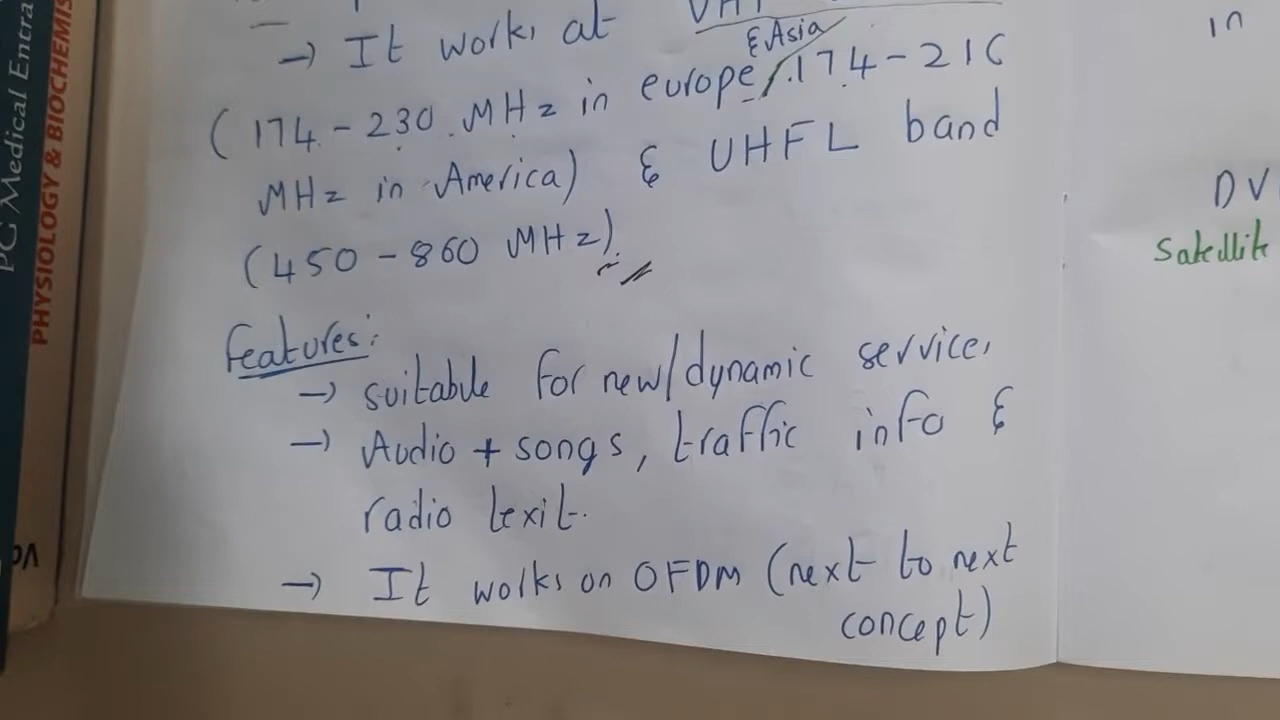 PG Medical Entra
PHYSIOLOGY & BIOCHEMIS
→ It works at VHF
(174-230 MHz in europe & Asia/174-216
MHz in America) & UHFL band
(450-860 MHz).
Features:
→ suitable for new/dynamic service,
→ Audio + songs, traffic info &
radio texit.
→ It works on OFDM (next to next
concept)
in
DV
Satellite